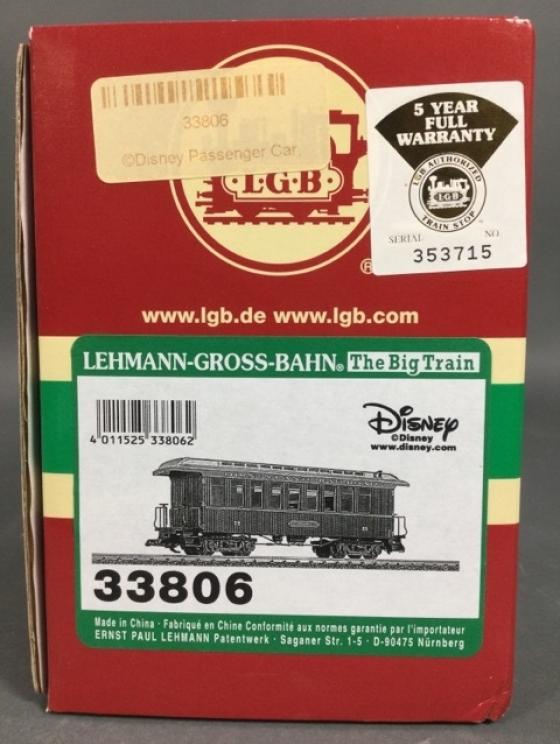 33806
©Disney Passenger Car
L·G·B
®
5 YEAR
FULL
WARRANTY
LGB AUTHORIZED
L·G·B
TRAIN STOP
SERIAL NO.
353715
www.lgb.de www.lgb.com
LEHMANN-GROSS-BAHN® The Big Train
4 011525 338062
Disney
©Disney
www.disney.com
33806
Made in China · Fabriqué en Chine Conformité aux normes garantie par l'importateur
ERNST PAUL LEHMANN Patentwerk · Saganer Str. 1-5 · D-90475 Nürnberg